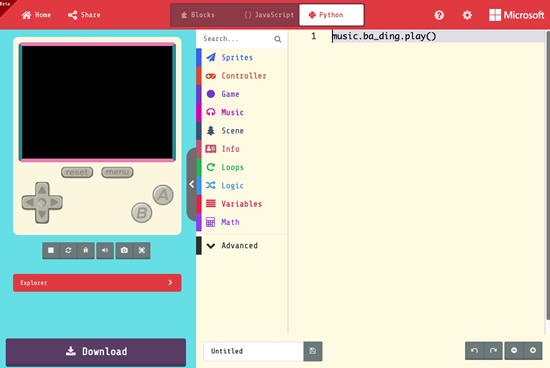 Beta
Home
Share
Blocks
{ } JavaScript
Python
Microsoft
Search...
1 music.ba_ding.play()
Sprites
Controller
Game
Music
Scene
Info
Loops
Logic
Variables
Math
Advanced
reset
menu
A
B
Explorer
Download
Untitled